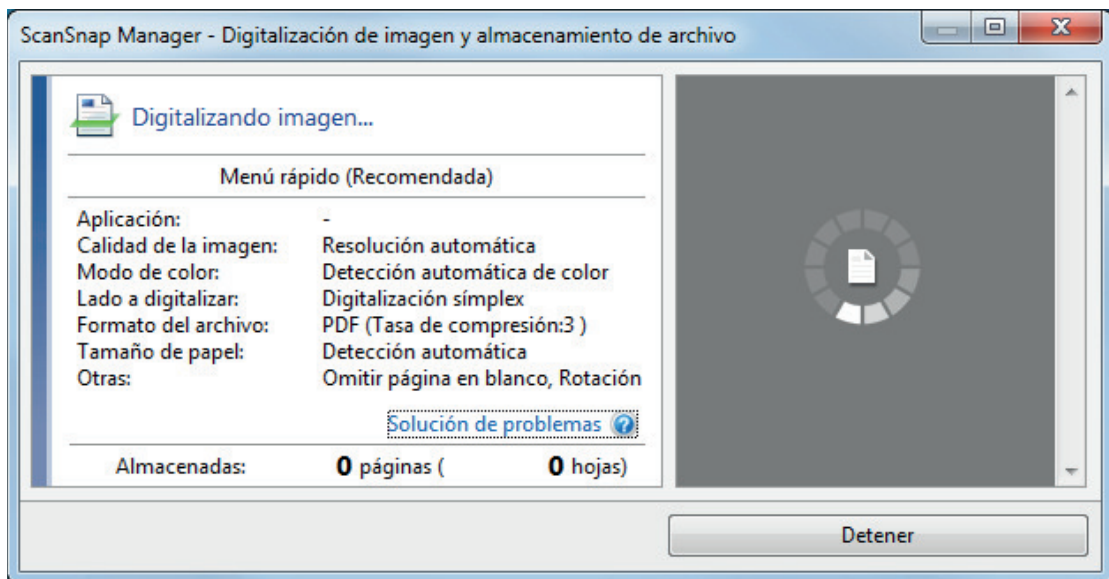 ScanSnap Manager - Digitalización de imagen y almacenamiento de archivo
Digitalizando imagen...
Menú rápido (Recomendada)
Aplicación: -
Calidad de la imagen: Resolución automática
Modo de color: Detección automática de color
Lado a digitalizar: Digitalización símplex
Formato del archivo: PDF (Tasa de compresión:3 )
Tamaño de papel: Detección automática
Otras: Omitir página en blanco, Rotación
Solución de problemas
Almacenadas: 0 páginas ( 0 hojas)
Detener